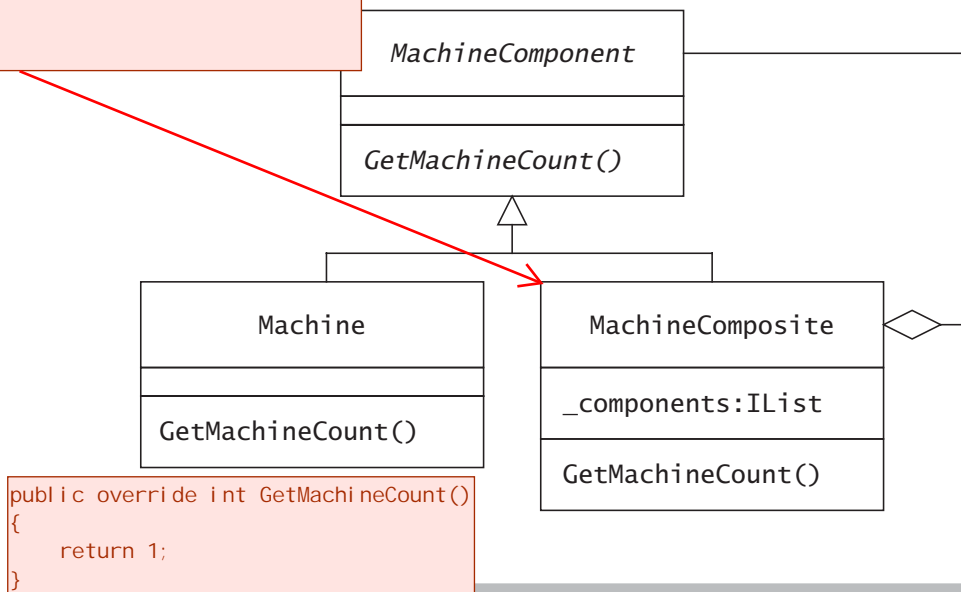 MachineComponent
GetMachineCount()
Machine
GetMachineCount()
MachineComposite
_components:IList
GetMachineCount()
public override int GetMachineCount()
{
    return 1;
}